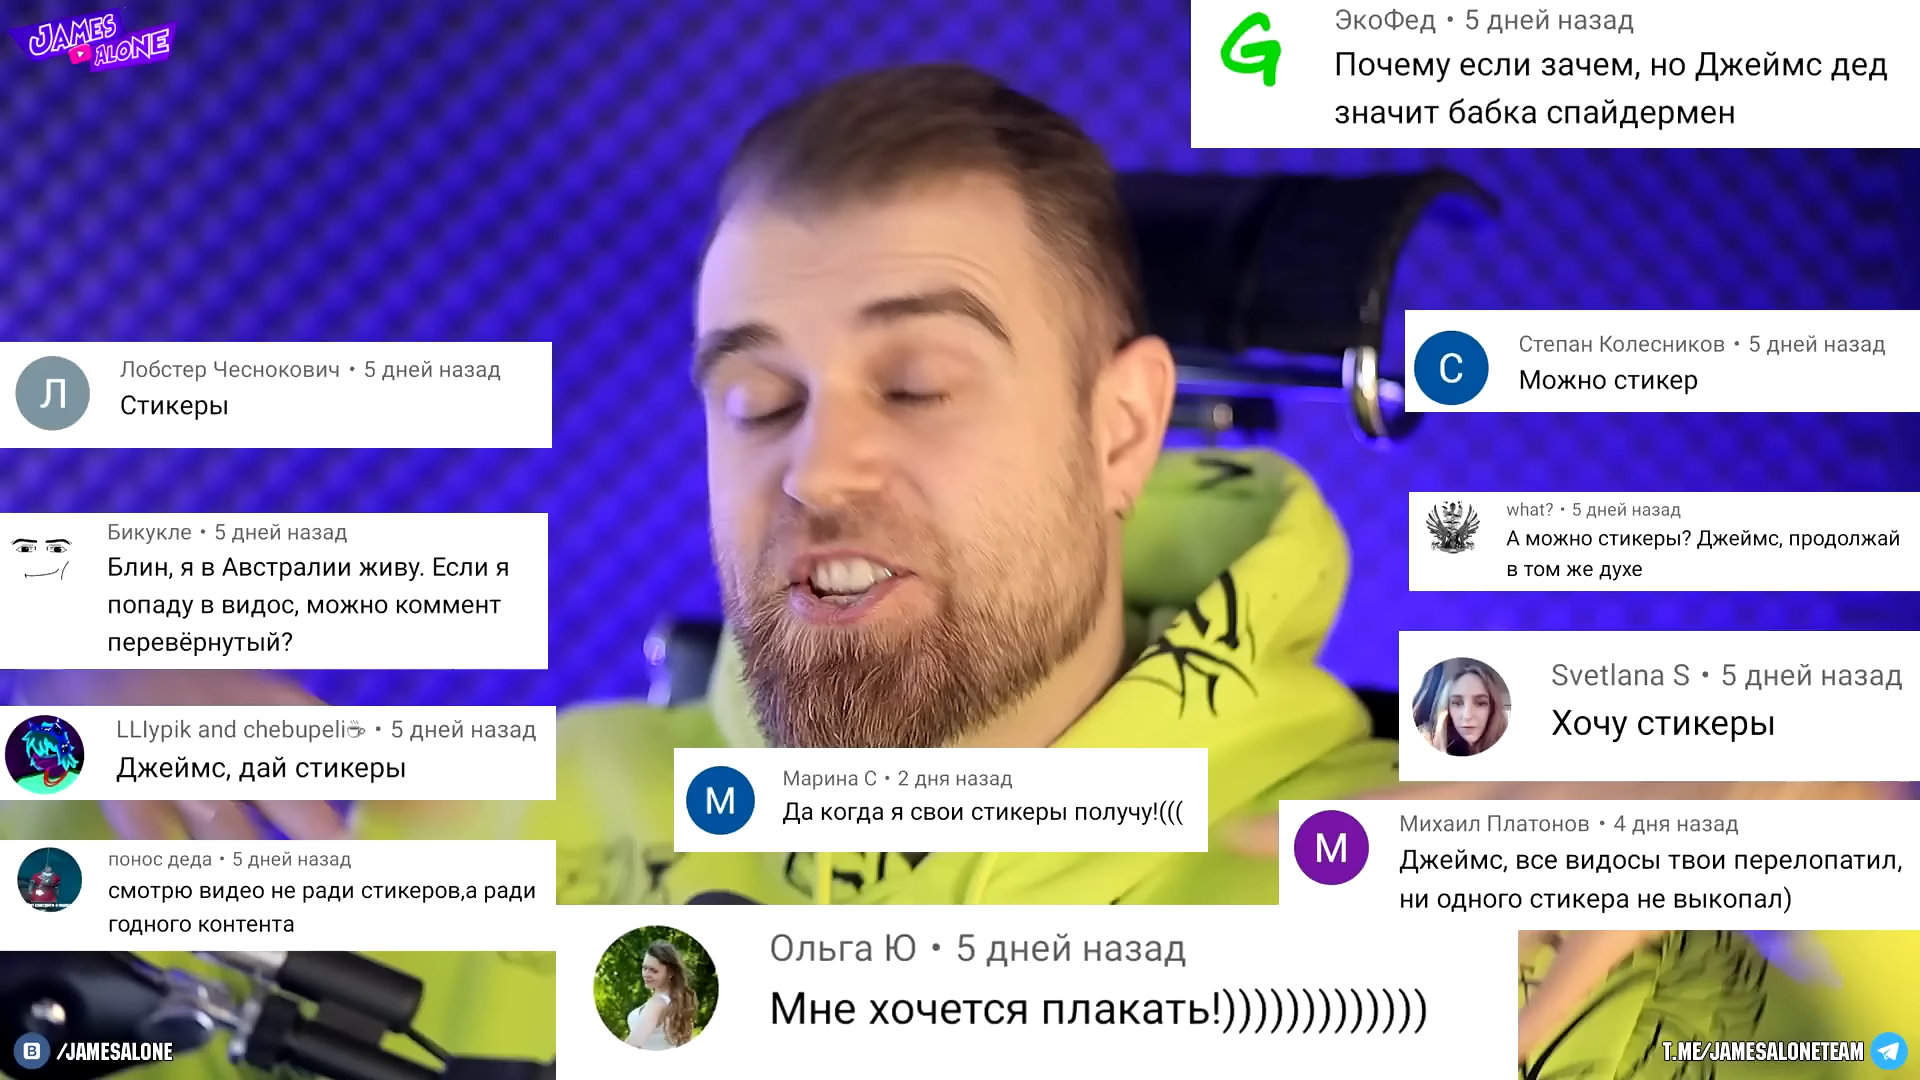 JAMES
ALONE
ЭкоФед • 5 дней назад
Почему если зачем, но Джеймс дед
значит бабка спайдермен
Л
Лобстер Чеснокович • 5 дней назад
Стикеры
С
Степан Колесников • 5 дней назад
Можно стикер
Бикукле • 5 дней назад
Блин, я в Австралии живу. Если я
попаду в видос, можно коммент
перевёрнутый?
what? • 5 дней назад
А можно стикеры? Джеймс, продолжай
в том же духе
Svetlana S • 5 дней назад
Хочу стикеры
LLIypik and chebupeli☕ • 5 дней назад
Джеймс, дай стикеры
М
Марина С • 2 дня назад
Да когда я свои стикеры получу!(((
М
Михаил Платонов • 4 дня назад
Джеймс, все видосы твои перелопатил,
ни одного стикера не выкопал)
понос деда • 5 дней назад
смотрю видео не ради стикеров,а ради
годного контента
Ольга Ю • 5 дней назад
Мне хочется плакать!)))))))))))))
B /JAMESALONE
T.ME/JAMESALONETEAM